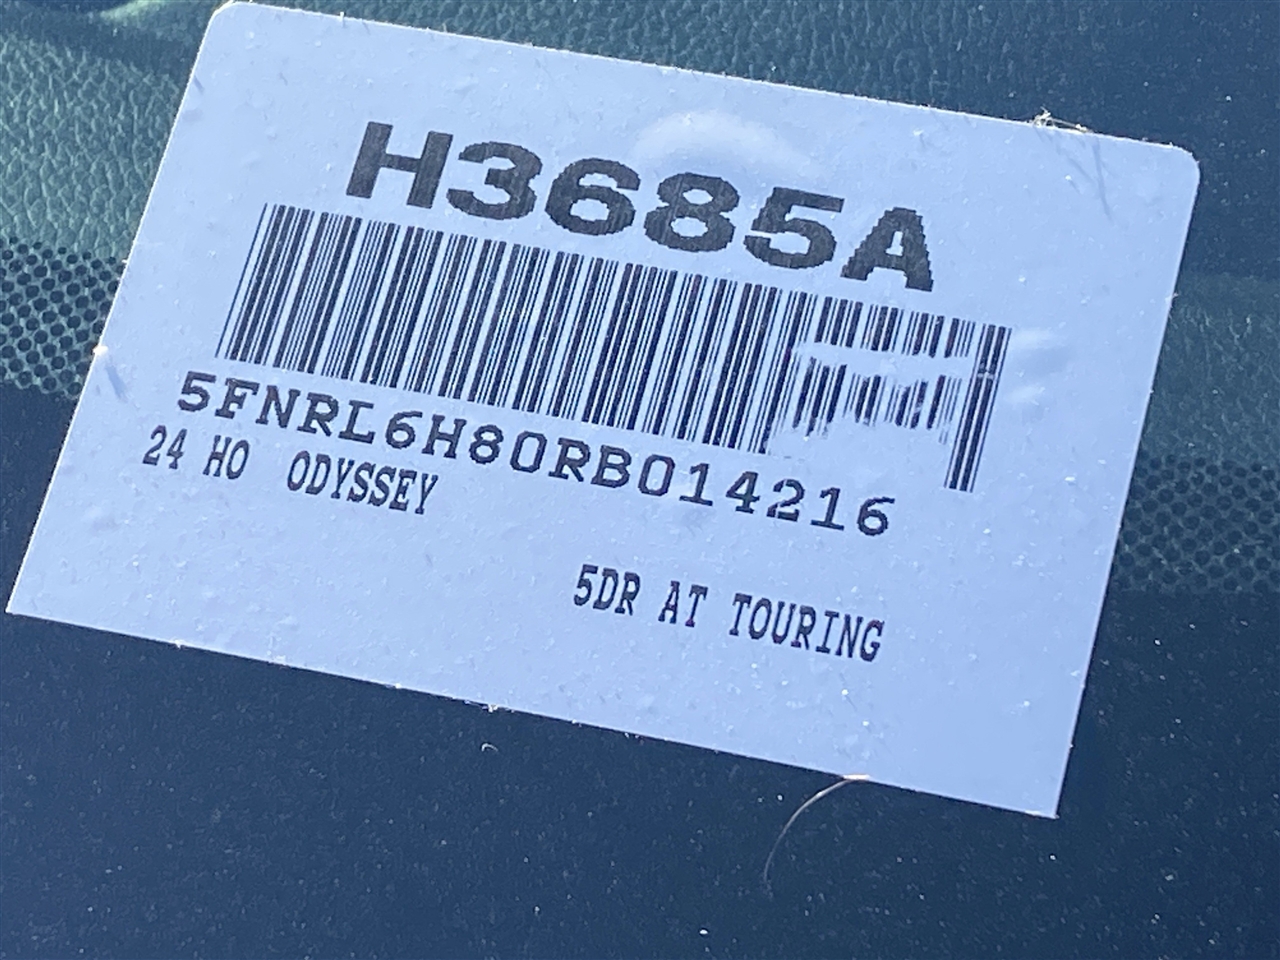 H3685A
5FNRL6H80RB014216
24 HO  ODYSSEY
5DR AT TOURING